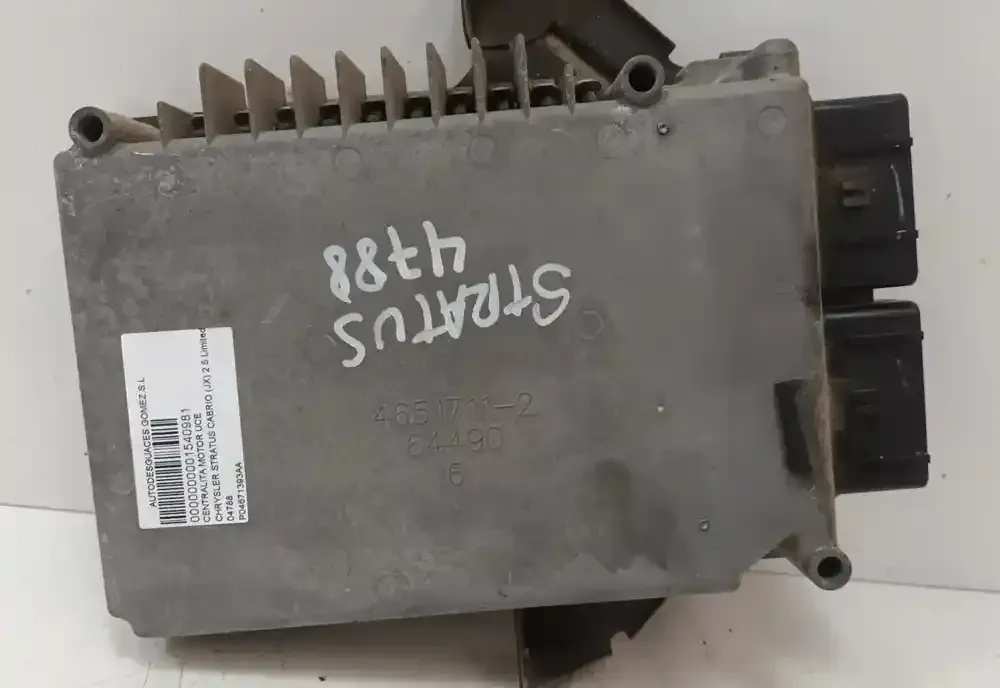 STRATUS
4788
4651711-2
64490
6
AUTODESGUACES GOMEZ,S.L
0000000001540981
CENTRALITA MOTOR UCE
CHRYSLER STRATUS CABRIO (JX) 2 5 Limited
04788
P04671393AA